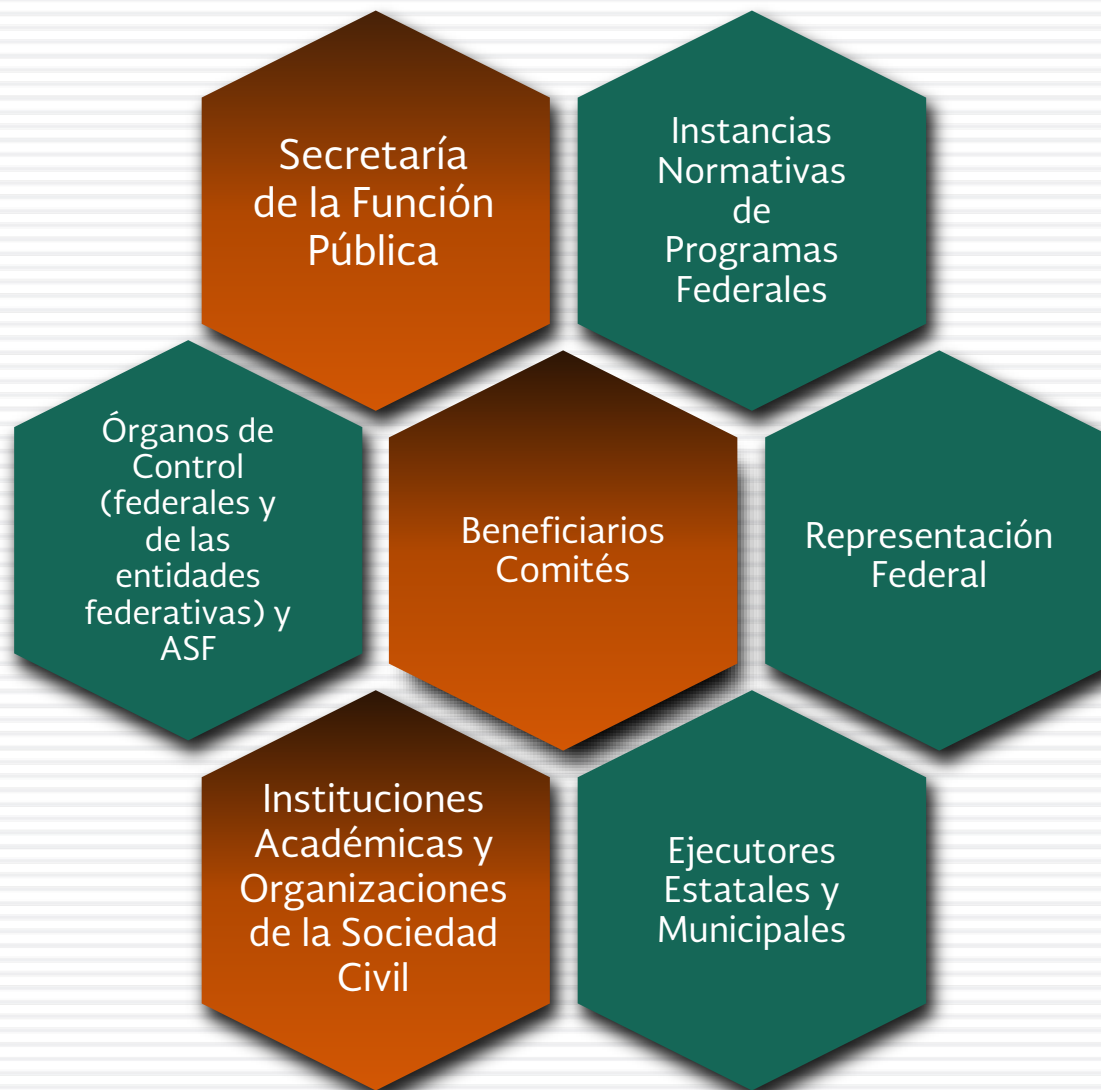 Secretaría
de la Función
Pública
Instancias
Normativas
de
Programas
Federales
Órganos de
Control
(federales y
de las
entidades
federativas) y
ASF
Beneficiarios
Comités
Representación
Federal
Instituciones
Académicas y
Organizaciones
de la Sociedad
Civil
Ejecutores
Estatales y
Municipales